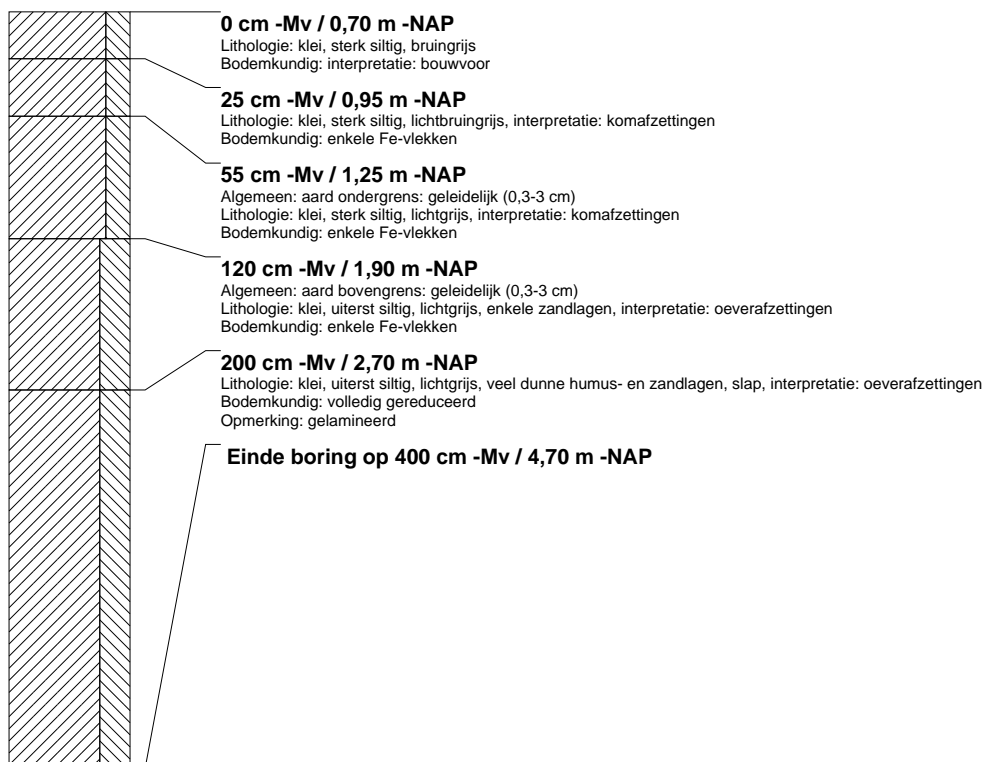 0 cm -Mv / 0,70 m -NAP
Lithologie: klei, sterk siltig, bruingrijs
Bodemkundig: interpretatie: bouwvoor
25 cm -Mv / 0,95 m -NAP
Lithologie: klei, sterk siltig, lichtbruingrijs, interpretatie: komafzettingen
Bodemkundig: enkele Fe-vlekken
55 cm -Mv / 1,25 m -NAP
Algemeen: aard ondergrens: geleidelijk (0,3-3 cm)
Lithologie: klei, sterk siltig, lichtgrijs, interpretatie: komafzettingen
Bodemkundig: enkele Fe-vlekken
120 cm -Mv / 1,90 m -NAP
Algemeen: aard bovengrens: geleidelijk (0,3-3 cm)
Lithologie: klei, uiterst siltig, lichtgrijs, enkele zandlagen, interpretatie: oeverafzettingen
Bodemkundig: enkele Fe-vlekken
200 cm -Mv / 2,70 m -NAP
Lithologie: klei, uiterst siltig, lichtgrijs, veel dunne humus- en zandlagen, slap, interpretatie: oeverafzettingen
Bodemkundig: volledig gereduceerd
Opmerking: gelamineerd
Einde boring op 400 cm -Mv / 4,70 m -NAP